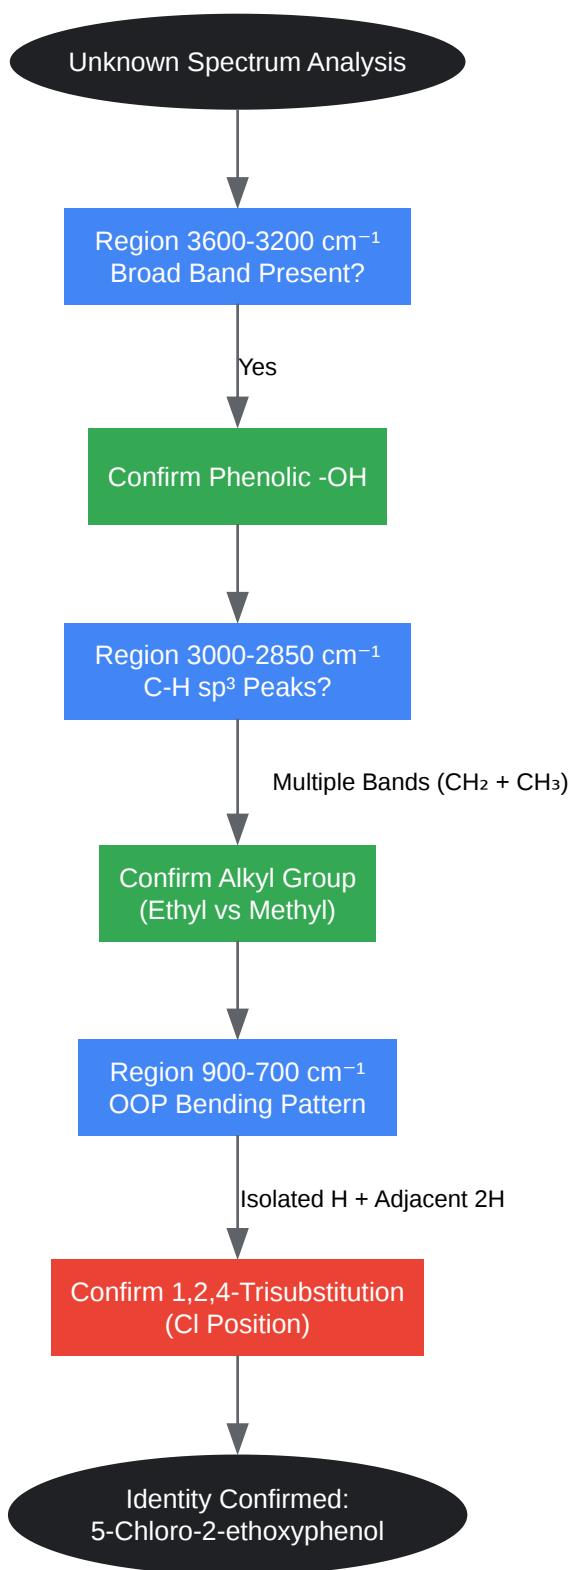 Unknown Spectrum Analysis
Region 3600-3200 cm⁻¹
Broad Band Present?
Yes
Confirm Phenolic -OH
Region 3000-2850 cm⁻¹
C-H sp³ Peaks?
Multiple Bands (CH₂ + CH₃)
Confirm Alkyl Group
(Ethyl vs Methyl)
Region 900-700 cm⁻¹
OOP Bending Pattern
Isolated H + Adjacent 2H
Confirm 1,2,4-Trisubstitution
(Cl Position)
Identity Confirmed:
5-Chloro-2-ethoxyphenol